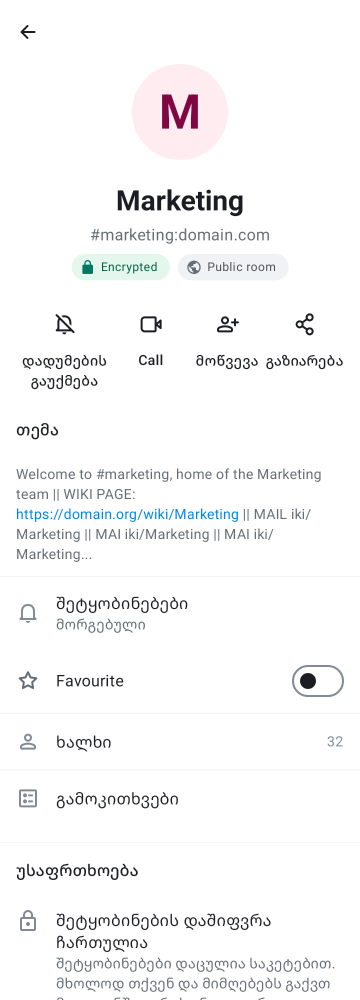 M
Marketing
#marketing:domain.com
Encrypted
Public room
დადუმების
გაუქმება
Call
მოწვევა
გაზიარება
თემა
Welcome to #marketing, home of the Marketing
team || WIKI PAGE:
https://domain.org/wiki/Marketing || MAIL iki/
Marketing || MAI iki/Marketing || MAI iki/
Marketing...
შეტყობინებები
მორგებული
Favourite
ხალხი 32
გამოკითხვები
უსაფრთხოება
შეტყობინების დაშიფვრა
ჩართულია
შეტყობინებები დაცულია საკეტებით.
მხოლოდ თქვენ და მიმღებებს გაქვთ